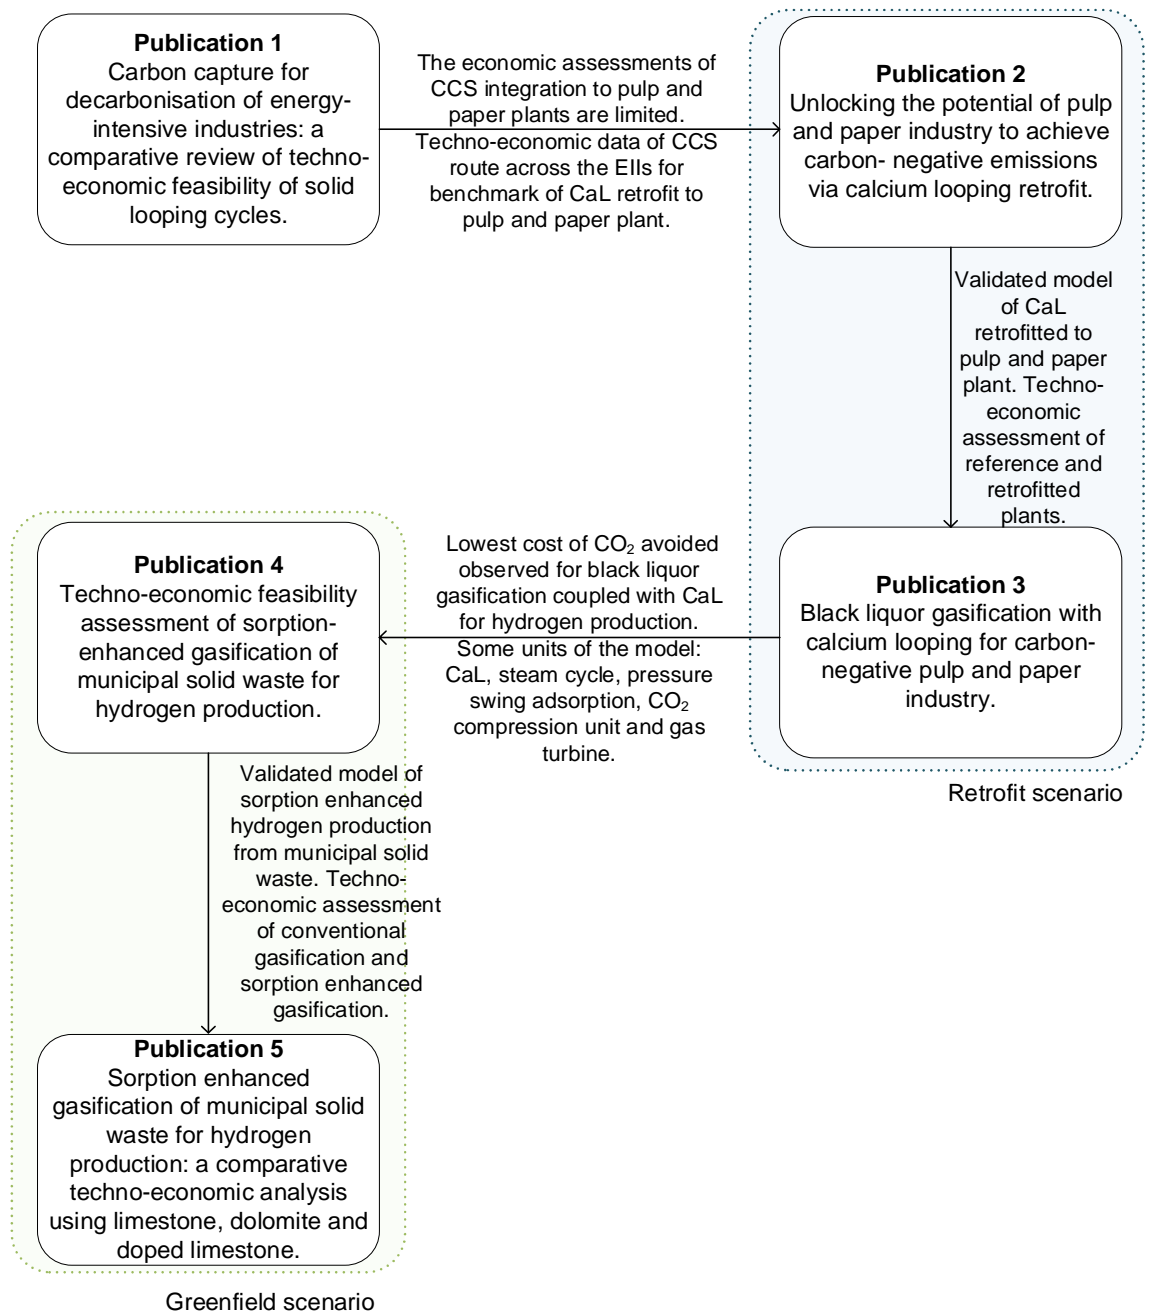 Publication 1
Carbon capture for
decarbonisation of energy-
intensive industries: a
comparative review of techno-
economic feasibility of solid
looping cycles.
The economic assessments of
CCS integration to pulp and
paper plants are limited.
Techno-economic data of CCS
route across the EIIs for
benchmark of CaL retrofit to
pulp and paper plant.
Publication 2
Unlocking the potential of pulp
and paper industry to achieve
carbon- negative emissions
via calcium looping retrofit.
Validated model
of CaL
retrofitted to
pulp and paper
plant. Techno-
economic
assessment of
reference and
retrofitted
plants.
Publication 3
Black liquor gasification with
calcium looping for carbon-
negative pulp and paper
industry.
Retrofit scenario
Lowest cost of CO₂ avoided
observed for black liquor
gasification coupled with CaL
for hydrogen production.
Some units of the model:
CaL, steam cycle, pressure
swing adsorption, CO₂
compression unit and gas
turbine.
Publication 4
Techno-economic feasibility
assessment of sorption-
enhanced gasification of
municipal solid waste for
hydrogen production.
Validated model of
sorption enhanced
hydrogen production
from municipal solid
waste. Techno-
economic assessment
of conventional
gasification and
sorption enhanced
gasification.
Publication 5
Sorption enhanced
gasification of municipal solid
waste for hydrogen
production: a comparative
techno-economic analysis
using limestone, dolomite and
doped limestone.
Greenfield scenario